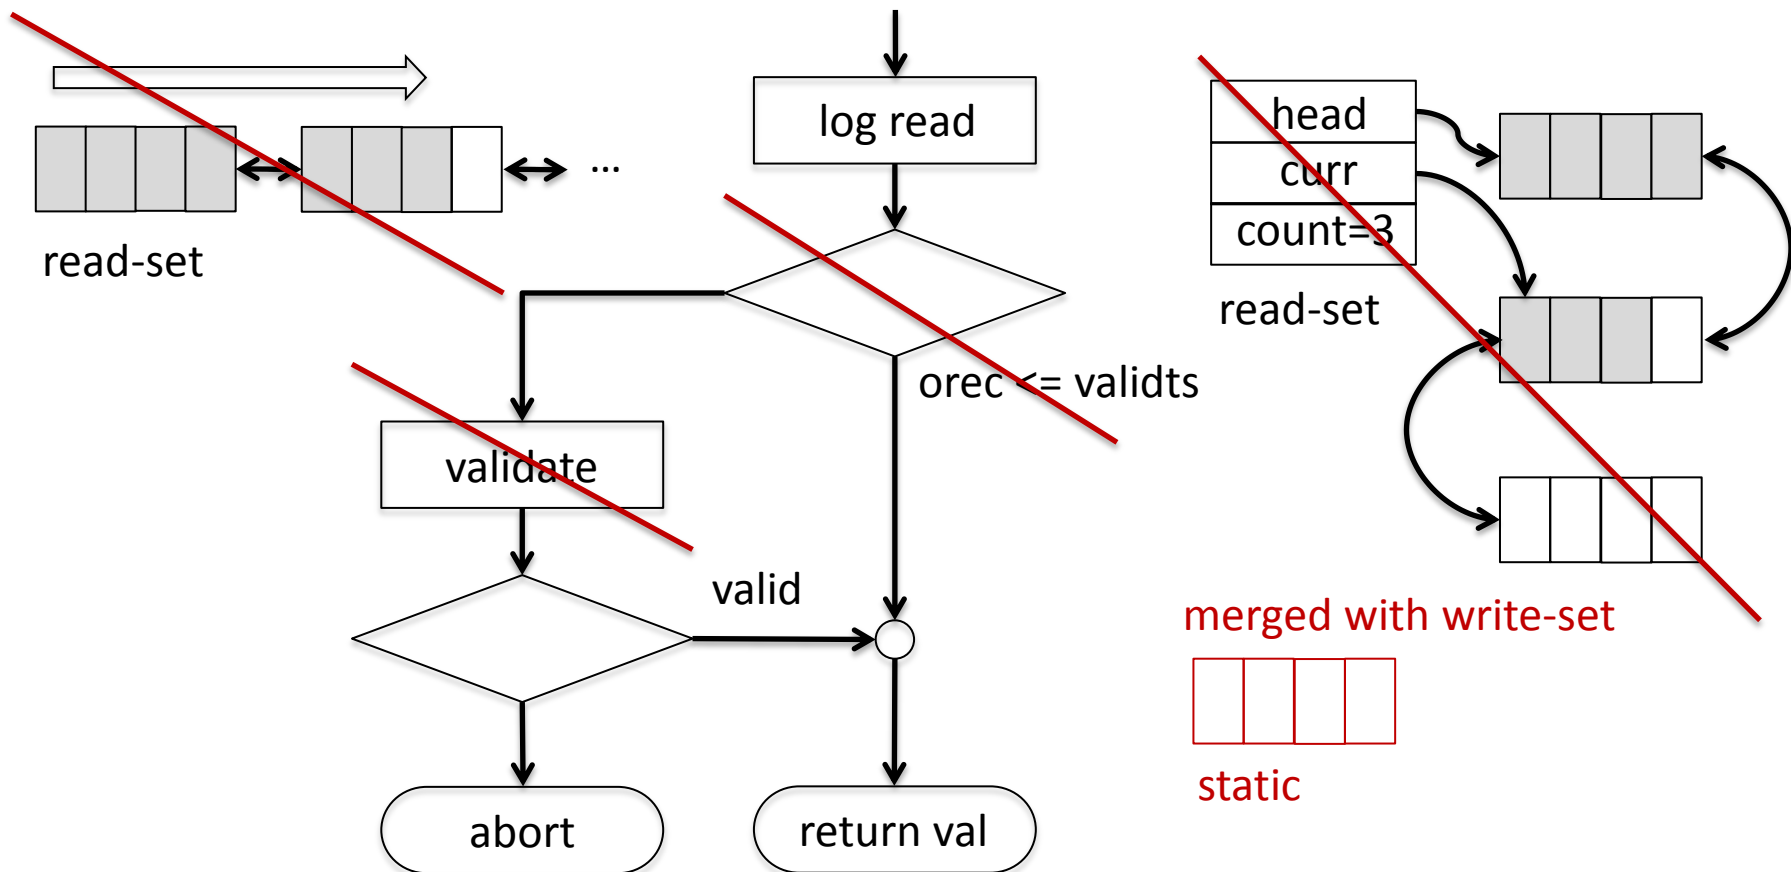 log read
head
...
curr
count=3
read-set
read-set
orec <= validts
validate
valid
merged with write-set
static
abort
return val